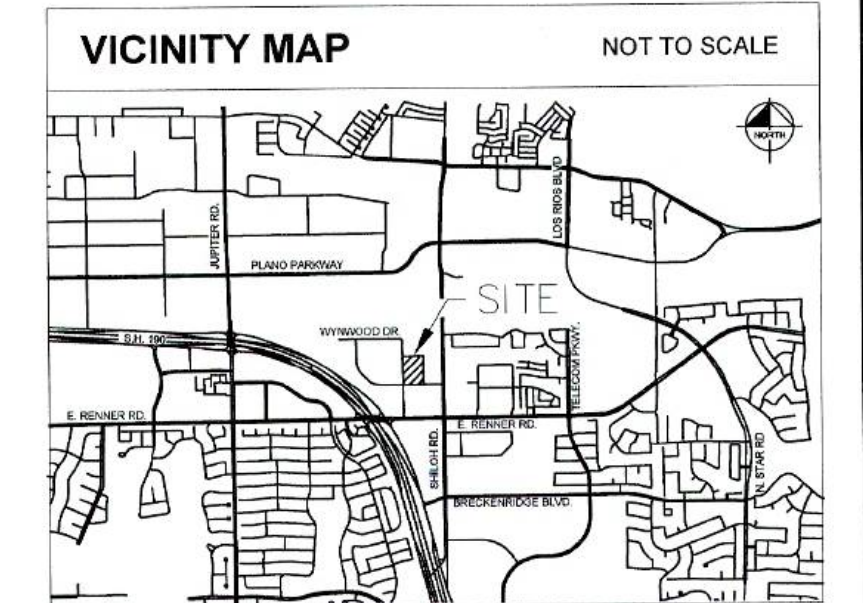 VICINITY MAP
NOT TO SCALE
NORTH
LOS RIOS BLVD
JUPITER RD.
PLANO PARKWAY
SITE
WYNWOOD DR.
S.H. 190
TELECOM PKWY.
E. RENNER RD.
E. RENNER RD.
SHILOH RD.
N. STAR RD
BRECKENRIDGE BLVD.